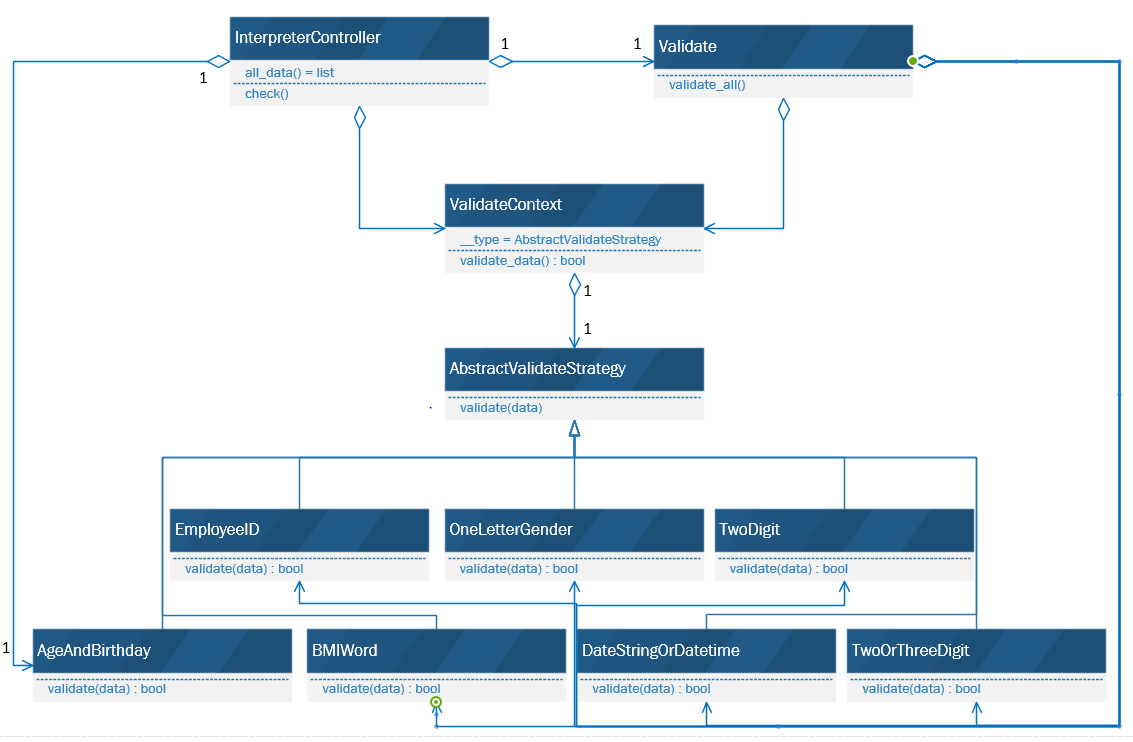 InterpreterController
all_data() = list
check()
1
1
1
Validate
validate_all()
ValidateContext
__type = AbstractValidateStrategy
validate_data() : bool
1
1
AbstractValidateStrategy
validate(data)
EmployeeID
validate(data) : bool
OneLetterGender
validate(data) : bool
TwoDigit
validate(data) : bool
1
AgeAndBirthday
validate(data) : bool
BMIWord
validate(data) : bool
DateStringOrDatetime
validate(data) : bool
TwoOrThreeDigit
validate(data) : bool